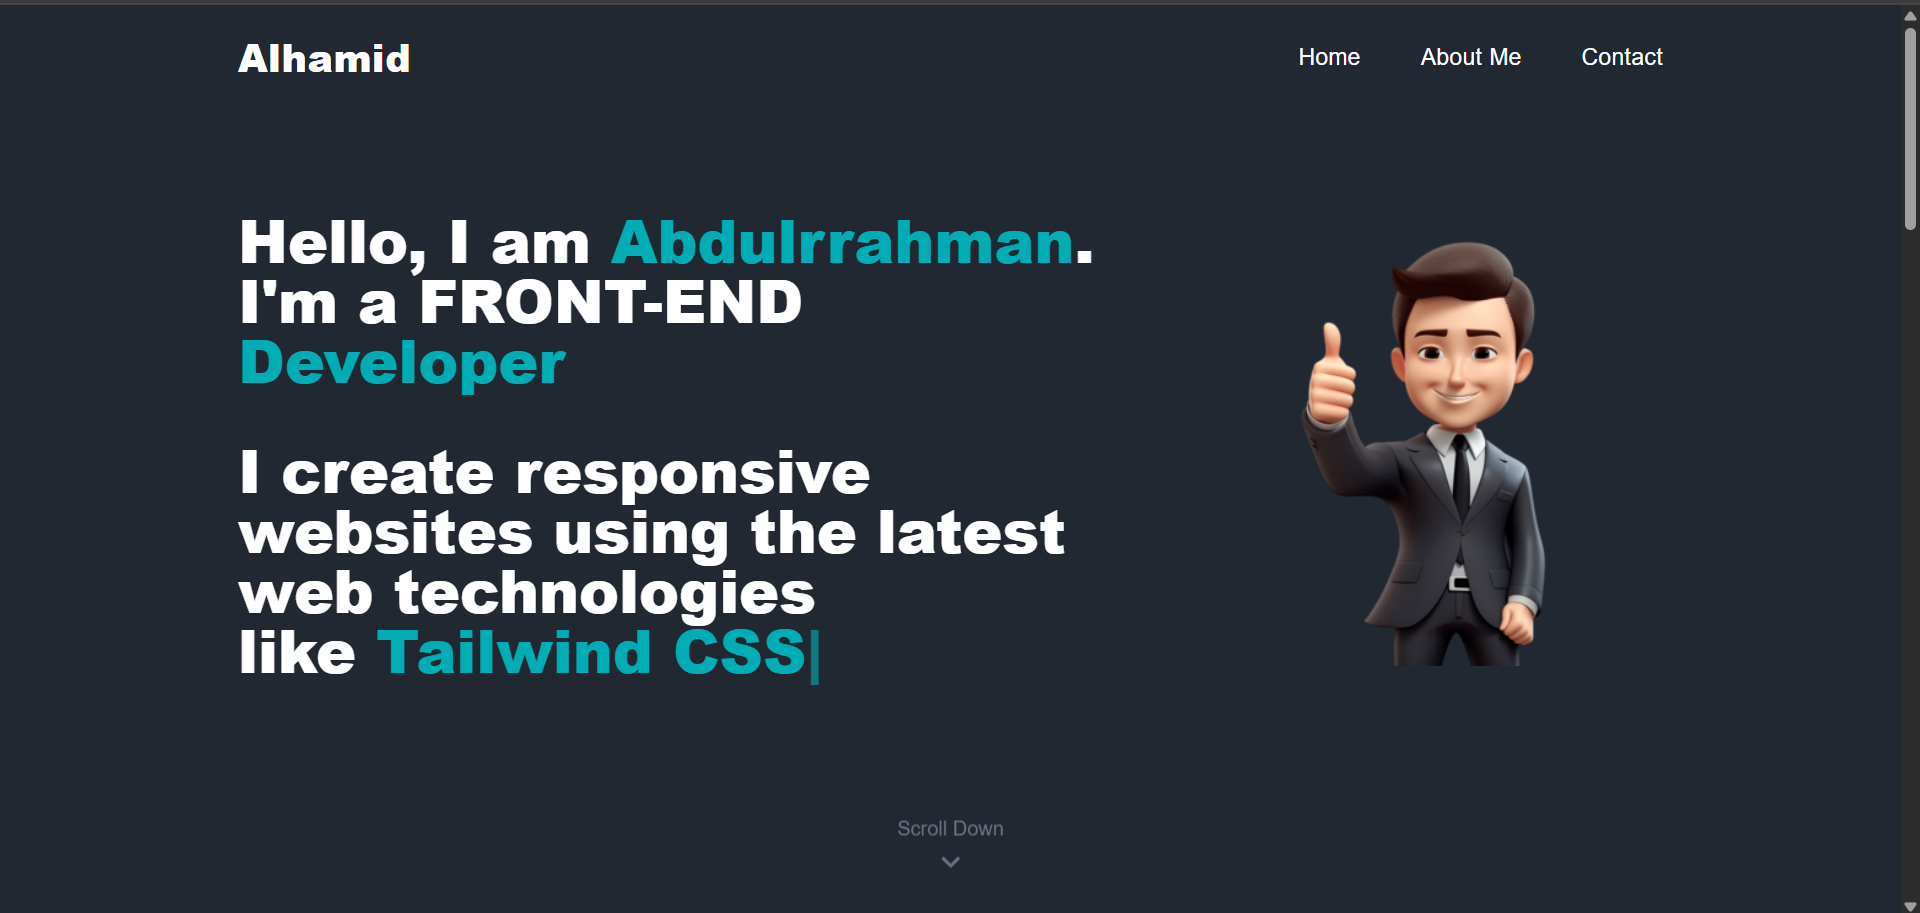 Alhamid
Home
About Me
Contact
Hello, I am Abdulrrahman.
I'm a FRONT-END
Developer
I create responsive
websites using the latest
web technologies
like Tailwind CSS|
Scroll Down